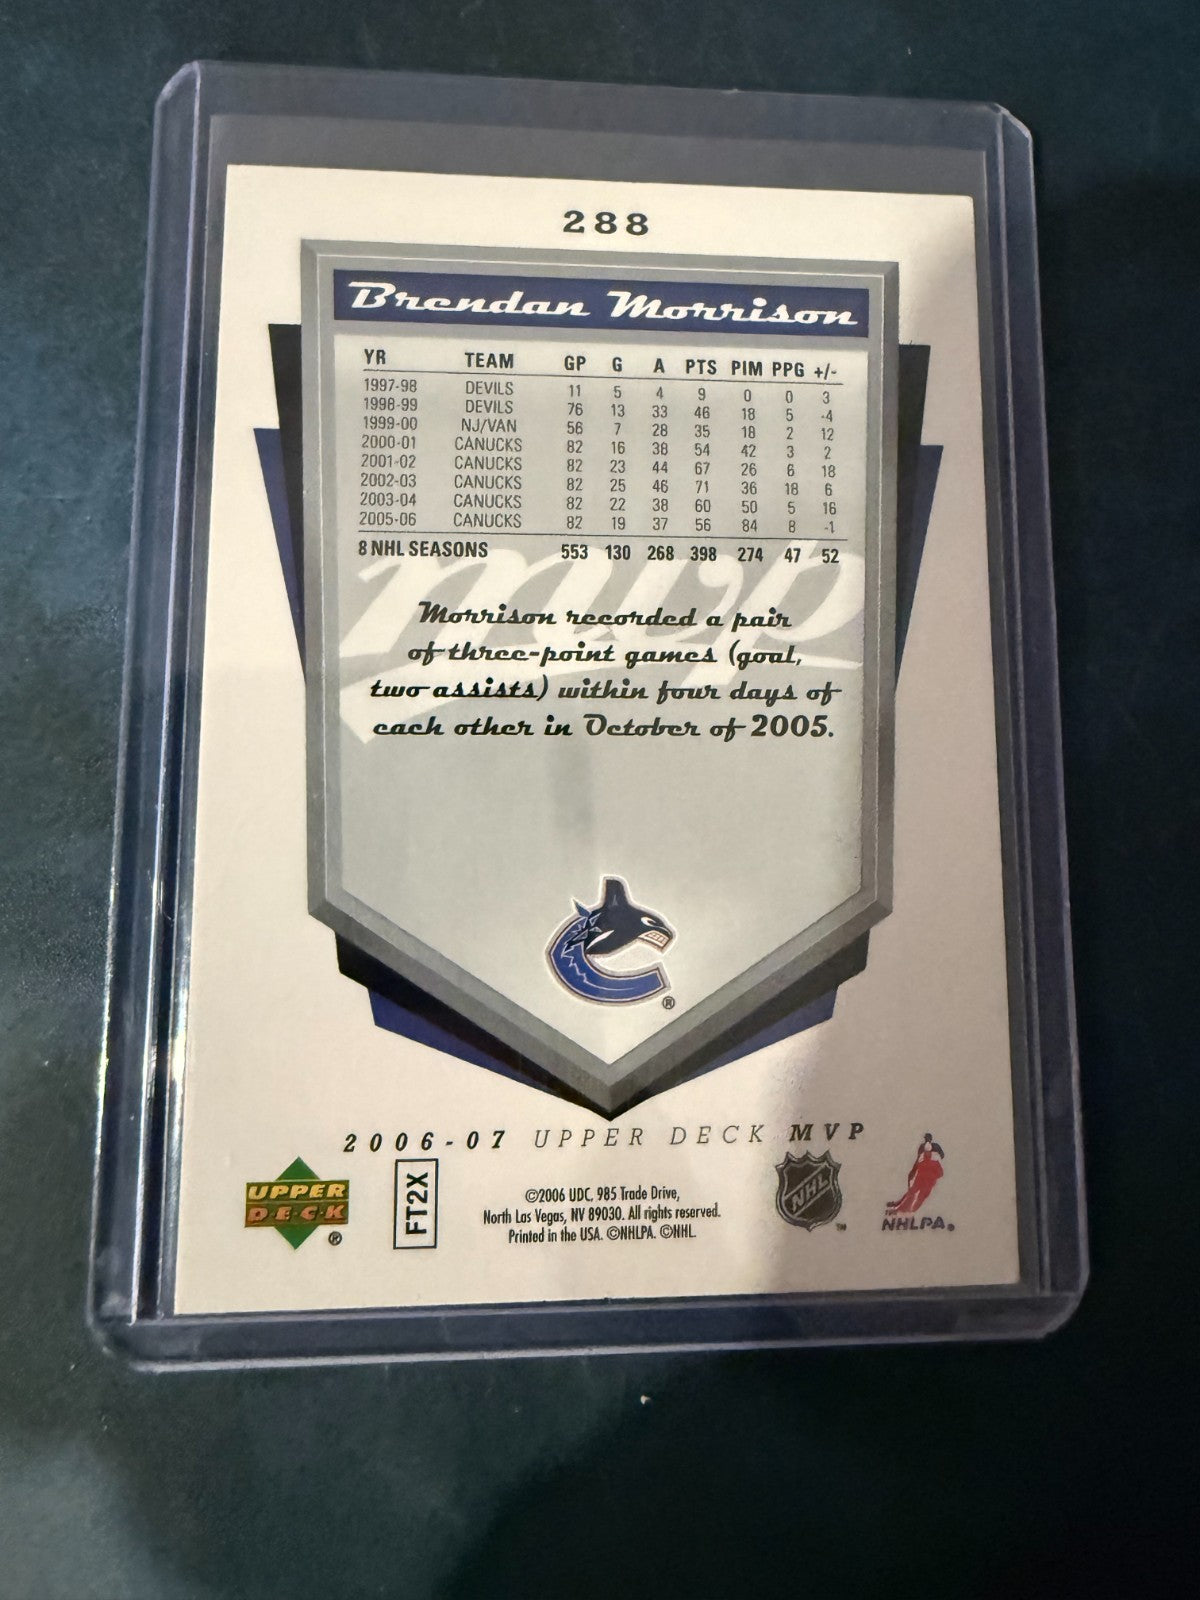 288
Brendan Morrison
YR TEAM GP G A PTS PIM PPG +/-
1997-98 DEVILS 11 5 4 9 0 0 3
1998-99 DEVILS 76 13 33 46 18 5 -4
1999-00 NJ/VAN 56 7 28 35 18 2 12
2000-01 CANUCKS 82 16 38 54 42 3 2
2001-02 CANUCKS 82 23 44 67 26 6 18
2002-03 CANUCKS 82 25 46 71 36 18 6
2003-04 CANUCKS 82 22 38 60 50 5 16
2005-06 CANUCKS 82 19 37 56 84 8 -1
8 NHL SEASONS 553 130 268 398 274 47 52
mvp
Morrison recorded a pair
of three-point games (goal,
two assists) within four days of
each other in October of 2005.
®
2006-07 UPPER DECK MVP
UPPER
DECK
®
FT2X
©2006 UDC, 985 Trade Drive,
North Las Vegas, NV 89030. All rights reserved.
Printed in the USA. ©NHLPA. ©NHL.
NHL
™
NHLPA®